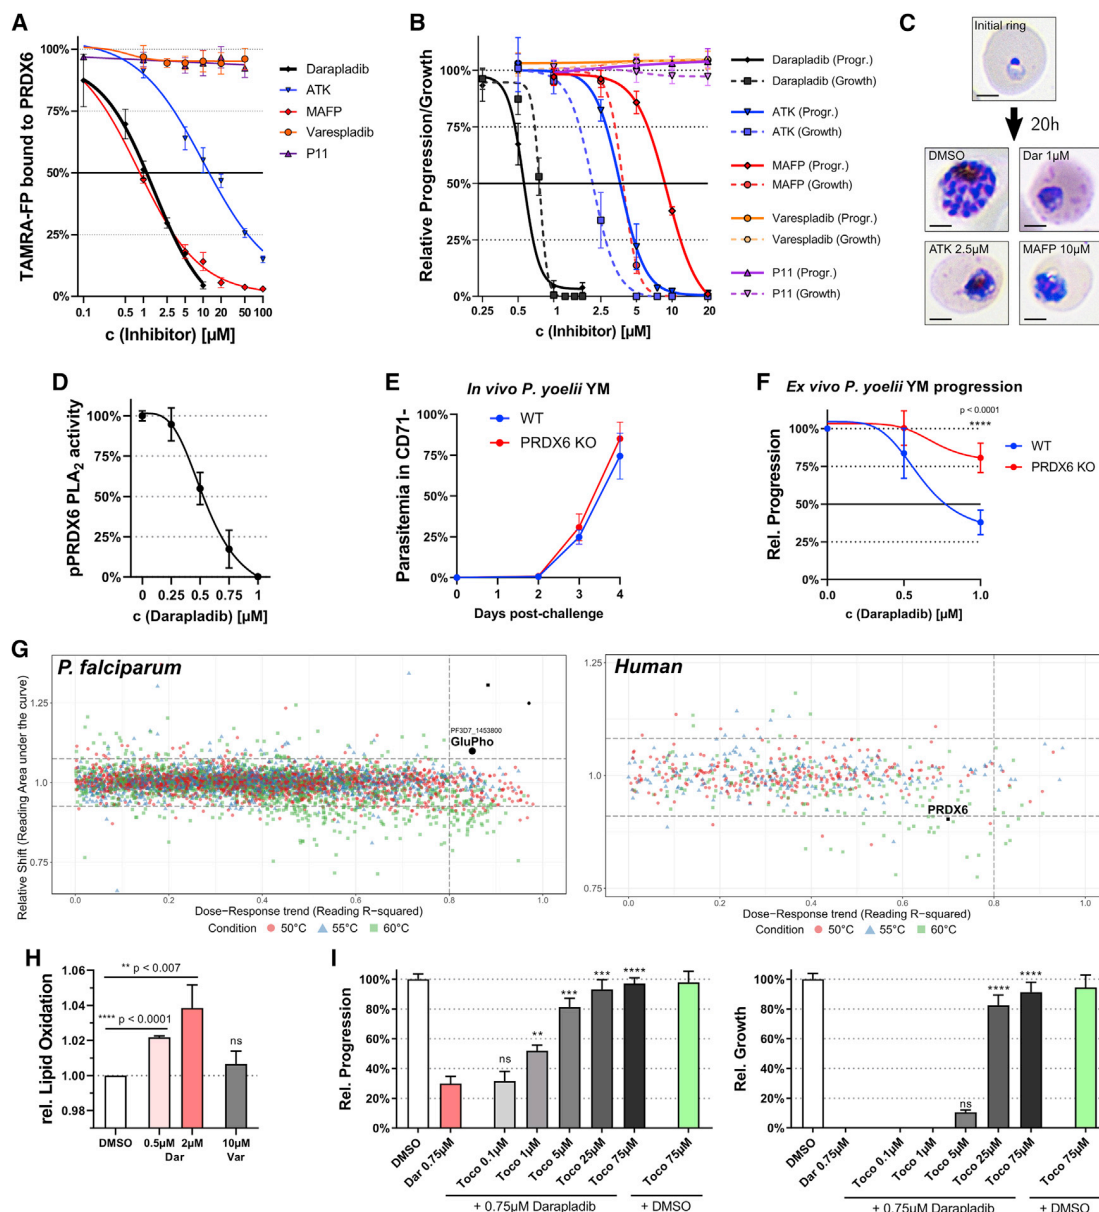 A
TAMRA-FP bound to PRDX6
100%
75%
50%
25%
0%
0.1
0.5
1
2.5
5
10
20
50
100
c (Inhibitor) [µM]
Darapladib
ATK
MAFP
Varespladib
P11
B
Relative Progression/Growth
100%
75%
50%
25%
0%
0.25
0.5
1
2.5
5
10
20
c (Inhibitor) [µM]
Darapladib (Progr.)
Darapladib (Growth)
ATK (Progr.)
ATK (Growth)
MAFP (Progr.)
MAFP (Growth)
Varespladib (Progr.)
Varespladib (Growth)
P11 (Progr.)
P11 (Growth)
C
Initial ring
20h
DMSO
Dar 1µM
ATK 2.5µM
MAFP 10µM
D
pPRDX6 PLA₂ activity
100%
75%
50%
25%
0%
0
0.25
0.5
0.75
1
c (Darapladib) [µM]
E
In vivo P. yoelii YM
Parasitemia in CD71-
100%
75%
50%
25%
0%
0
1
2
3
4
Days post-challenge
WT
PRDX6 KO
F
Ex vivo P. yoelii YM progression
p < 0.0001
****
Rel. Progression
100%
75%
50%
25%
0%
0.0
0.5
1.0
c (Darapladib) [µM]
WT
PRDX6 KO
G
P. falciparum
Relative Shift (Reading Area under the curve)
1.25
1.0
0.75
PF3D7_1453800
GluPho
0.0
0.2
0.4
0.6
0.8
1.0
Dose-Response trend (Reading R-squared)
Condition 50°C 55°C 60°C
Human
1.25
1.0
0.75
PRDX6
0.0
0.2
0.4
0.6
0.8
1.0
Dose-Response trend (Reading R-squared)
Condition 50°C 55°C 60°C
H
rel. Lipid Oxidation
1.06
1.04
1.02
1.00
0.98
** p < 0.007
**** p < 0.0001
ns
DMSO
0.5µM
2µM
10µM
Dar
Var
I
Rel. Progression
100%
80%
60%
40%
20%
0%
ns
**
***
***
****
DMSO
Dar 0.75µM
Toco 0.1µM
Toco 1µM
Toco 5µM
Toco 25µM
Toco 75µM
Toco 75µM
+ 0.75µM Darapladib
+ DMSO
Rel. Growth
100%
80%
60%
40%
20%
0%
ns
****
****
DMSO
Dar 0.75µM
Toco 0.1µM
Toco 1µM
Toco 5µM
Toco 25µM
Toco 75µM
Toco 75µM
+ 0.75µM Darapladib
+ DMSO